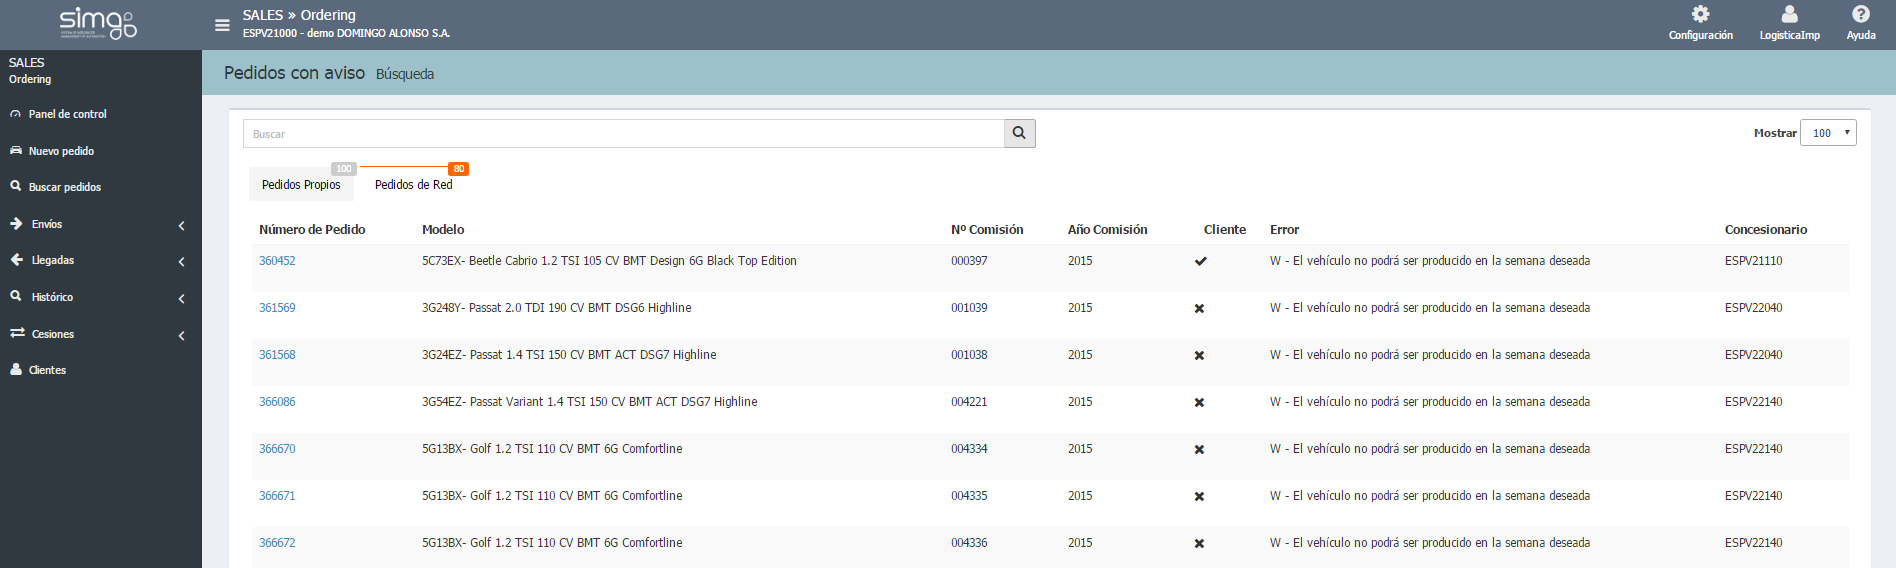 sima
SALES » Ordering
ESPV21000 - demo DOMINGO ALONSO S.A.
Configuración
LogisticaImp
Ayuda
SALES
Ordering
Panel de control
Nuevo pedido
Buscar pedidos
Envíos
Llegadas
Histórico
Cesiones
Clientes
Pedidos con aviso Búsqueda
Buscar
Mostrar 100
Pedidos Propios 100
Pedidos de Red 80
Número de Pedido Modelo Nº Comisión Año Comisión Cliente Error Concesionario
360452 5C73EX- Beetle Cabrio 1.2 TSI 105 CV BMT Design 6G Black Top Edition 000397 2015 W - El vehículo no podrá ser producido en la semana deseada ESPV21110
361569 3G248Y- Passat 2.0 TDI 190 CV BMT DSG6 Highline 001039 2015 W - El vehículo no podrá ser producido en la semana deseada ESPV22040
361568 3G24EZ- Passat 1.4 TSI 150 CV BMT ACT DSG7 Highline 001038 2015 W - El vehículo no podrá ser producido en la semana deseada ESPV22040
366086 3G54EZ- Passat Variant 1.4 TSI 150 CV BMT ACT DSG7 Highline 004221 2015 W - El vehículo no podrá ser producido en la semana deseada ESPV22140
366670 5G13BX- Golf 1.2 TSI 110 CV BMT 6G Comfortline 004334 2015 W - El vehículo no podrá ser producido en la semana deseada ESPV22140
366671 5G13BX- Golf 1.2 TSI 110 CV BMT 6G Comfortline 004335 2015 W - El vehículo no podrá ser producido en la semana deseada ESPV22140
366672 5G13BX- Golf 1.2 TSI 110 CV BMT 6G Comfortline 004336 2015 W - El vehículo no podrá ser producido en la semana deseada ESPV22140